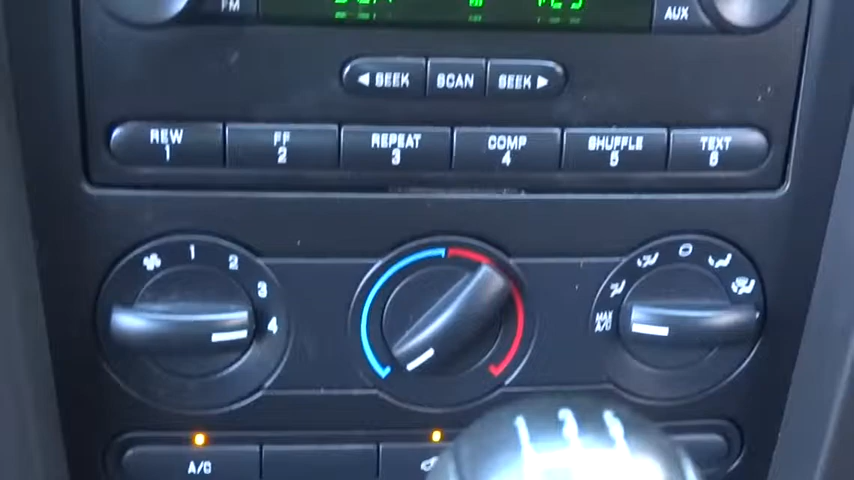 FM
AUX
SEEK
SCAN
SEEK
REW
1
FF
2
REPEAT
3
COMP
4
SHUFFLE
5
TEXT
6
1
2
3
4
0
MAX
A/C
A/C